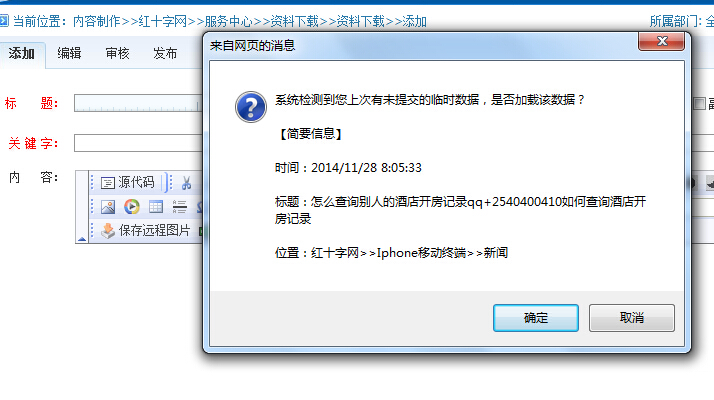 当前位置：内容制作>>红十字网>>服务中心>>资料下载>>资料下载>>添加
所属部门：全
添加 编辑 审核 发布
来自网页的消息
系统检测到您上次有未提交的临时数据，是否加载该数据？
【简要信息】
时间：2014/11/28 8:05:33
标题：怎么查询别人的酒店开房记录qq+2540400410如何查询酒店开
房记录
位置：红十字网>>Iphone移动终端>>新闻
确定 取消
标 题：
副
关 键 字：
内 容：
源代码
保存远程图片